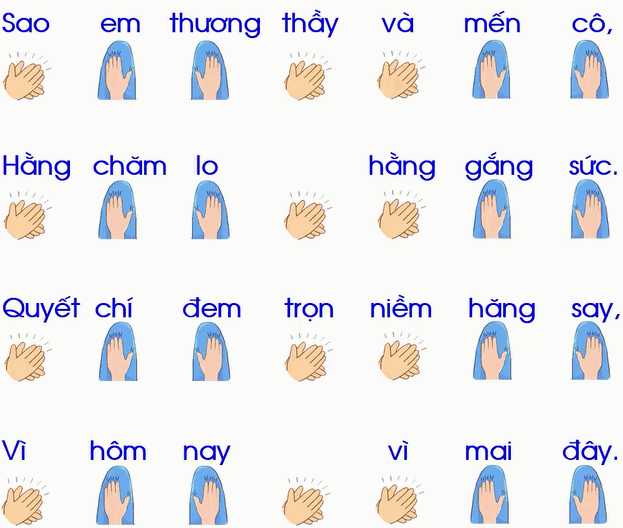 Sao em thương thầy và mến cô,
Hằng chăm lo hằng gắng sức.
Quyết chí đem trọn niềm hăng say,
Vì hôm nay vì mai đây.